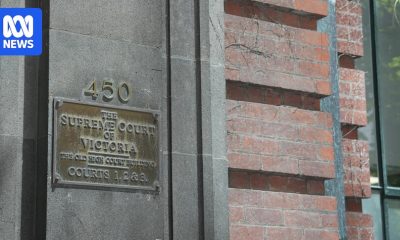 abc
NEWS
450
THE
SUPREME COURT
OF
VICTORIA
(THE OLD HIGH COURT BUILDING)
COURTS 1, 2 & 3.